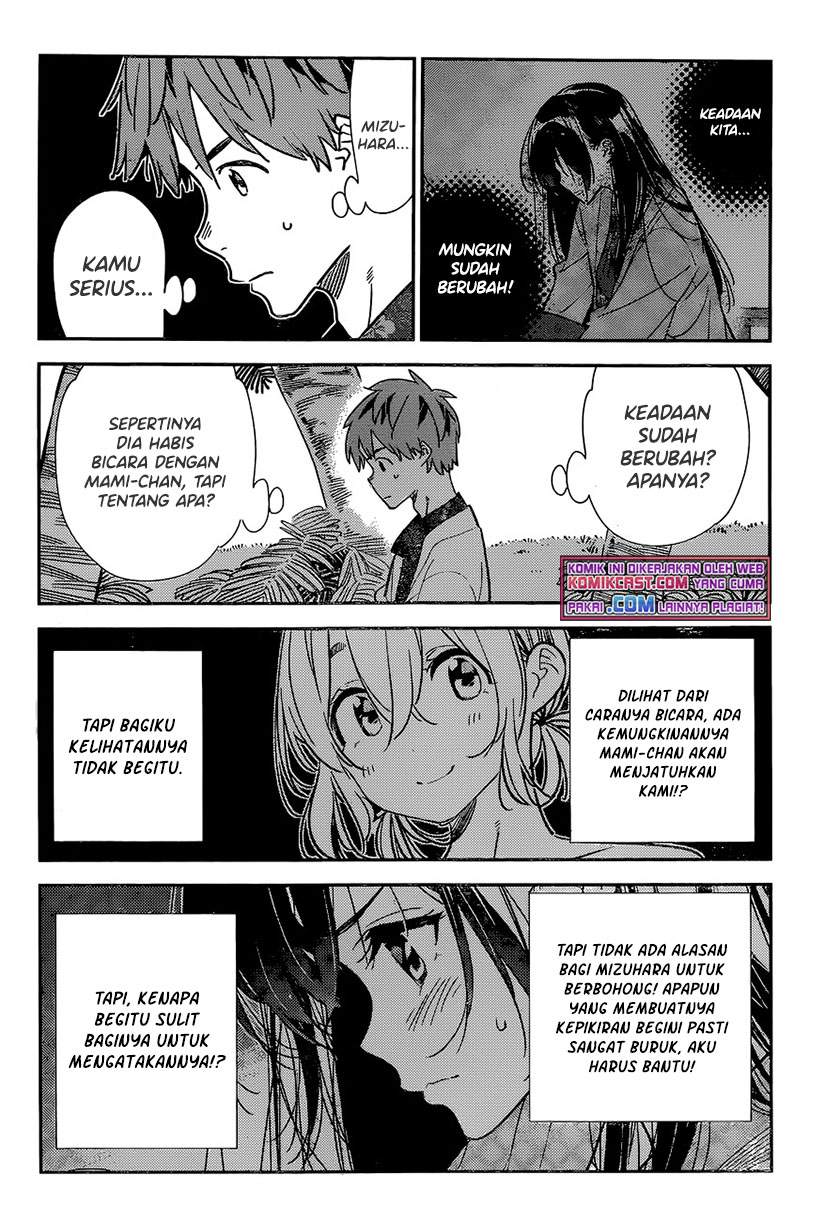 KEADAAN
KITA...
MUNGKIN
SUDAH
BERUBAH!
MIZU-
HARA...
KAMU
SERIUS...
KEADAAN
SUDAH
BERUBAH?
APANYA?
SEPERTINYA
DIA HABIS
BICARA DENGAN
MAMI-CHAN, TAPI
TENTANG APA?
KOMIK INI DIKERJAKAN OLEH WEB
KOMIKCAST.COM YANG CUMA
PAKAI .COM LAINNYA PLAGIAT!
DILIHAT DARI
CARANYA BICARA, ADA
KEMUNGKINANNYA
MAMI-CHAN AKAN
MENJATUHKAN
KAMI!?
TAPI BAGIKU
KELIHATANNYA
TIDAK BEGITU.
TAPI TIDAK ADA ALASAN
BAGI MIZUHARA UNTUK
BERBOHONG! APAPUN
YANG MEMBUATNYA
KEPIKIRAN BEGINI PASTI
SANGAT BURUK, AKU
HARUS BANTU!
TAPI, KENAPA
BEGITU SULIT
BAGINYA UNTUK
MENGATAKANNYA!?